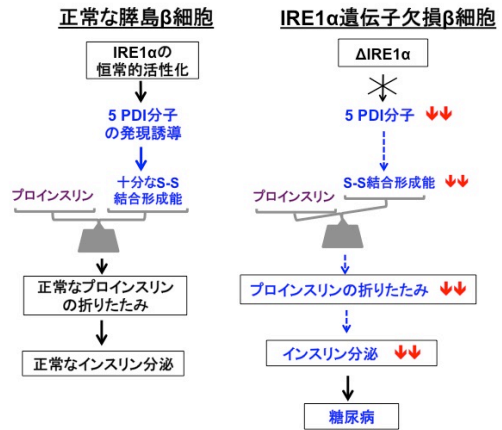 正常な膵島β細胞
IRE1αの
恒常的活性化
5 PDI分子
の発現誘導
プロインスリン
十分なS-S
結合形成能
正常なプロインスリン
の折りたたみ
正常なインスリン分泌
IRE1α遺伝子欠損β細胞
ΔIRE1α
5 PDI分子
プロインスリン
S-S結合形成能
プロインスリンの折りたたみ
インスリン分泌
糖尿病